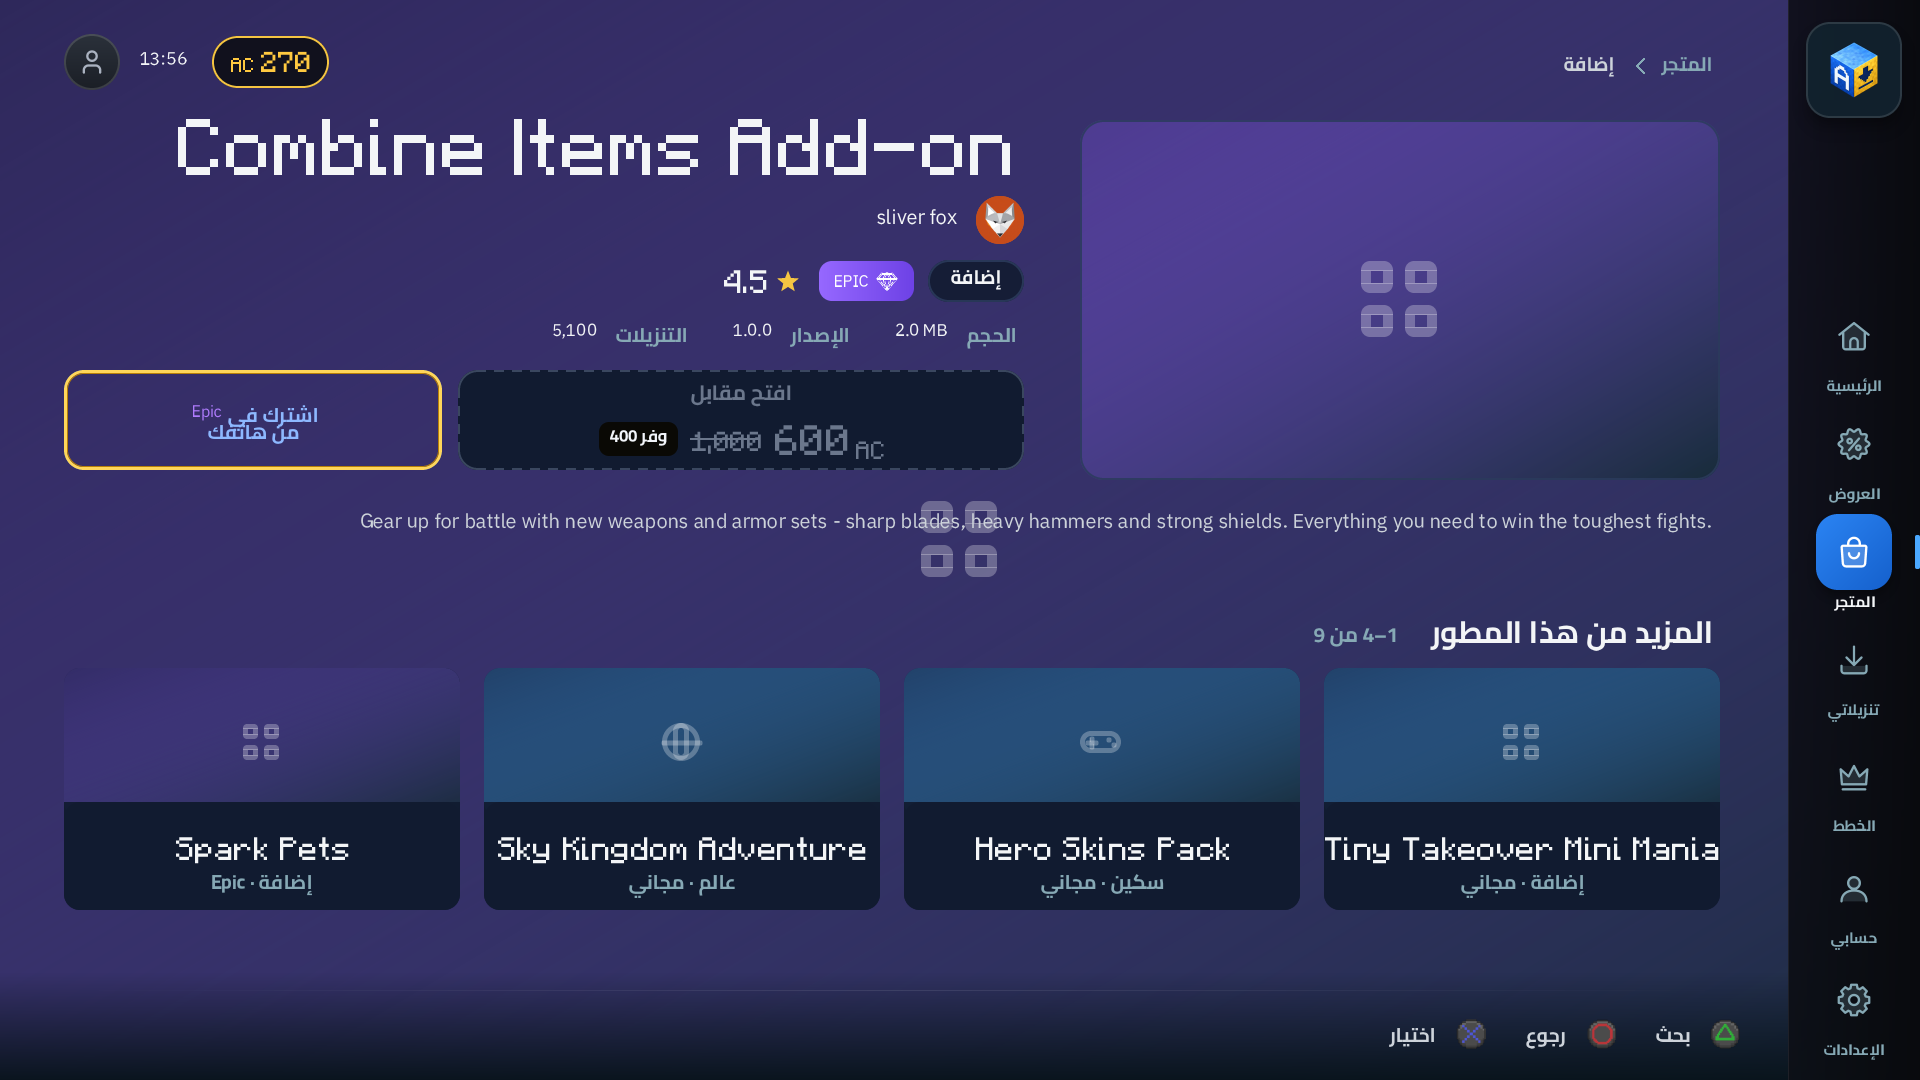 المتجر
إضافة
AC 270
13:56
Combine Items Add-on
sliver fox
إضافة
EPIC
4.5
الحجم 2.0 MB
الإصدار 1.0.0
التنزيلات 5,100
افتح مقابل
AC 600 1,000 وفر 400
اشترك في Epic
من هاتفك
Gear up for battle with new weapons and armor sets - sharp blades, heavy hammers and strong shields. Everything you need to win the toughest fights.
المزيد من هذا المطور
1–4 من 9
Tiny Takeover Mini Mania
إضافة · مجاني
Hero Skins Pack
سكين · مجاني
Sky Kingdom Adventure
عالم · مجاني
Spark Pets
إضافة · Epic
بحث
رجوع
اختيار
A
الرئيسية
العروض
المتجر
تنزيلاتي
الخطط
حسابي
الإعدادات